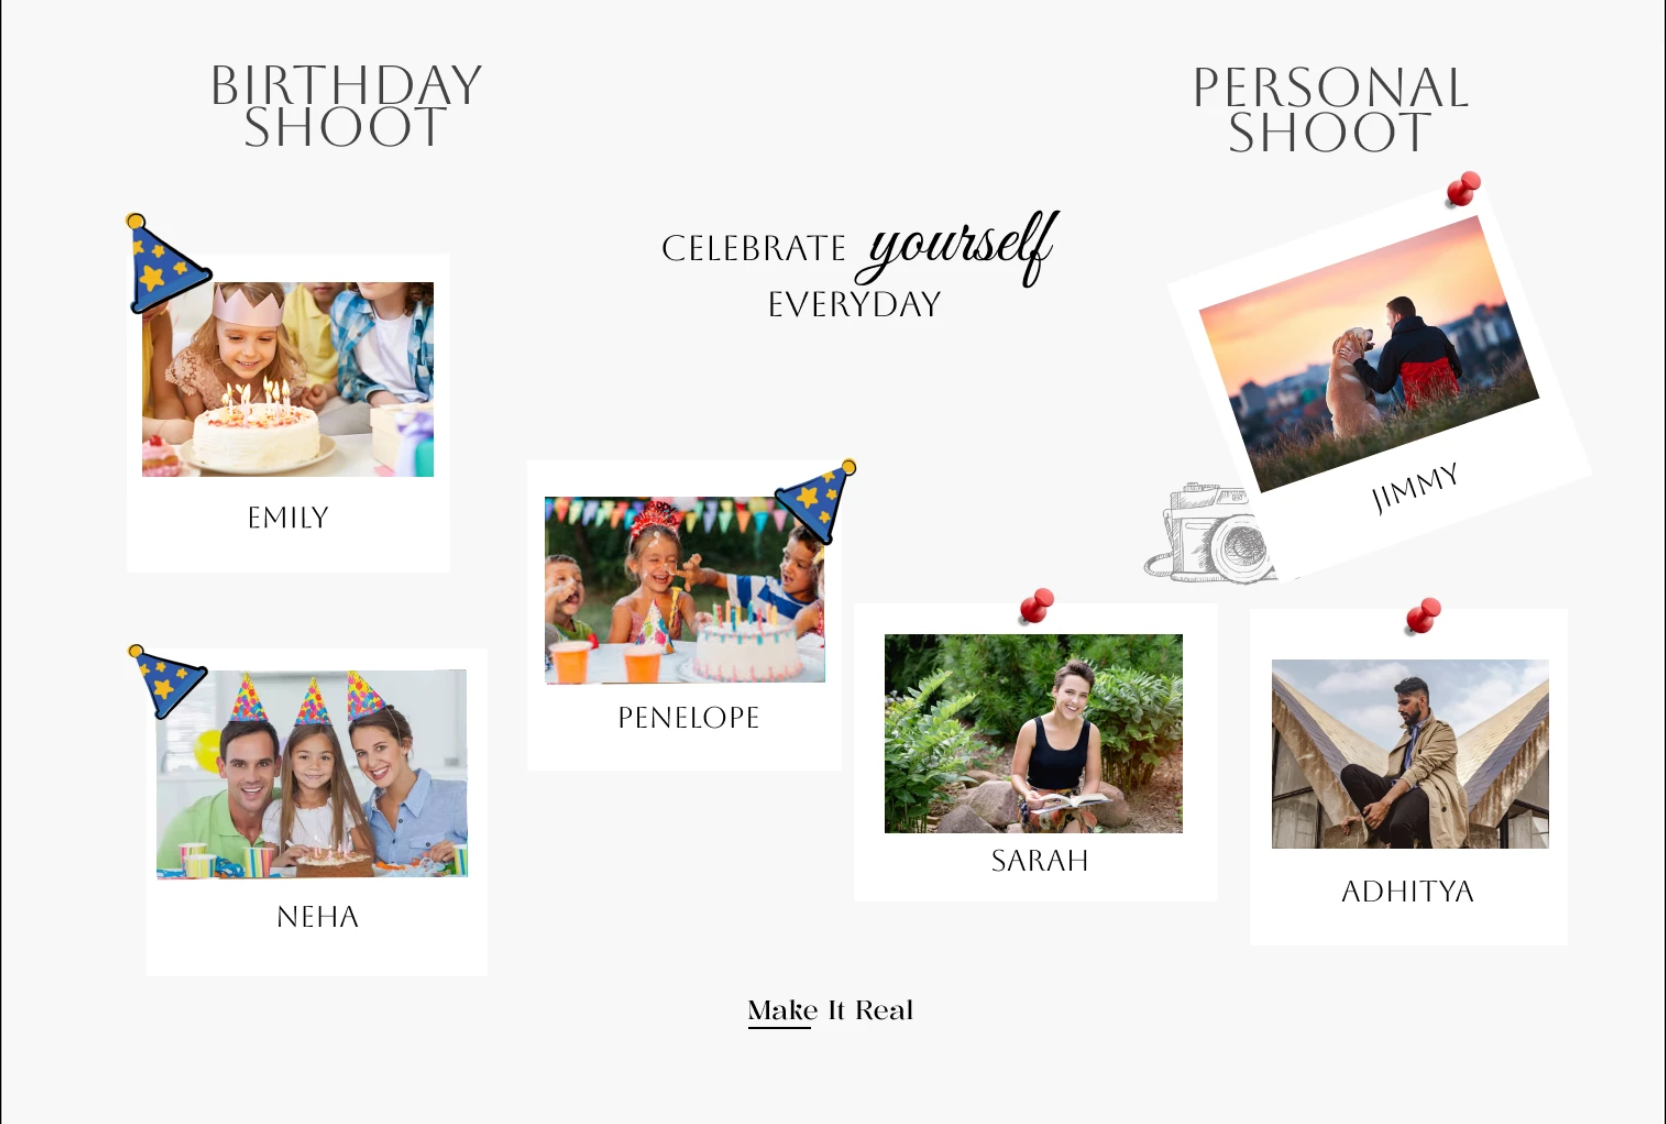 BIRTHDAY
SHOOT
PERSONAL
SHOOT
CELEBRATE yourself
EVERYDAY
EMILY
JIMMY
PENELOPE
SARAH
ADHITYA
NEHA
Make It Real